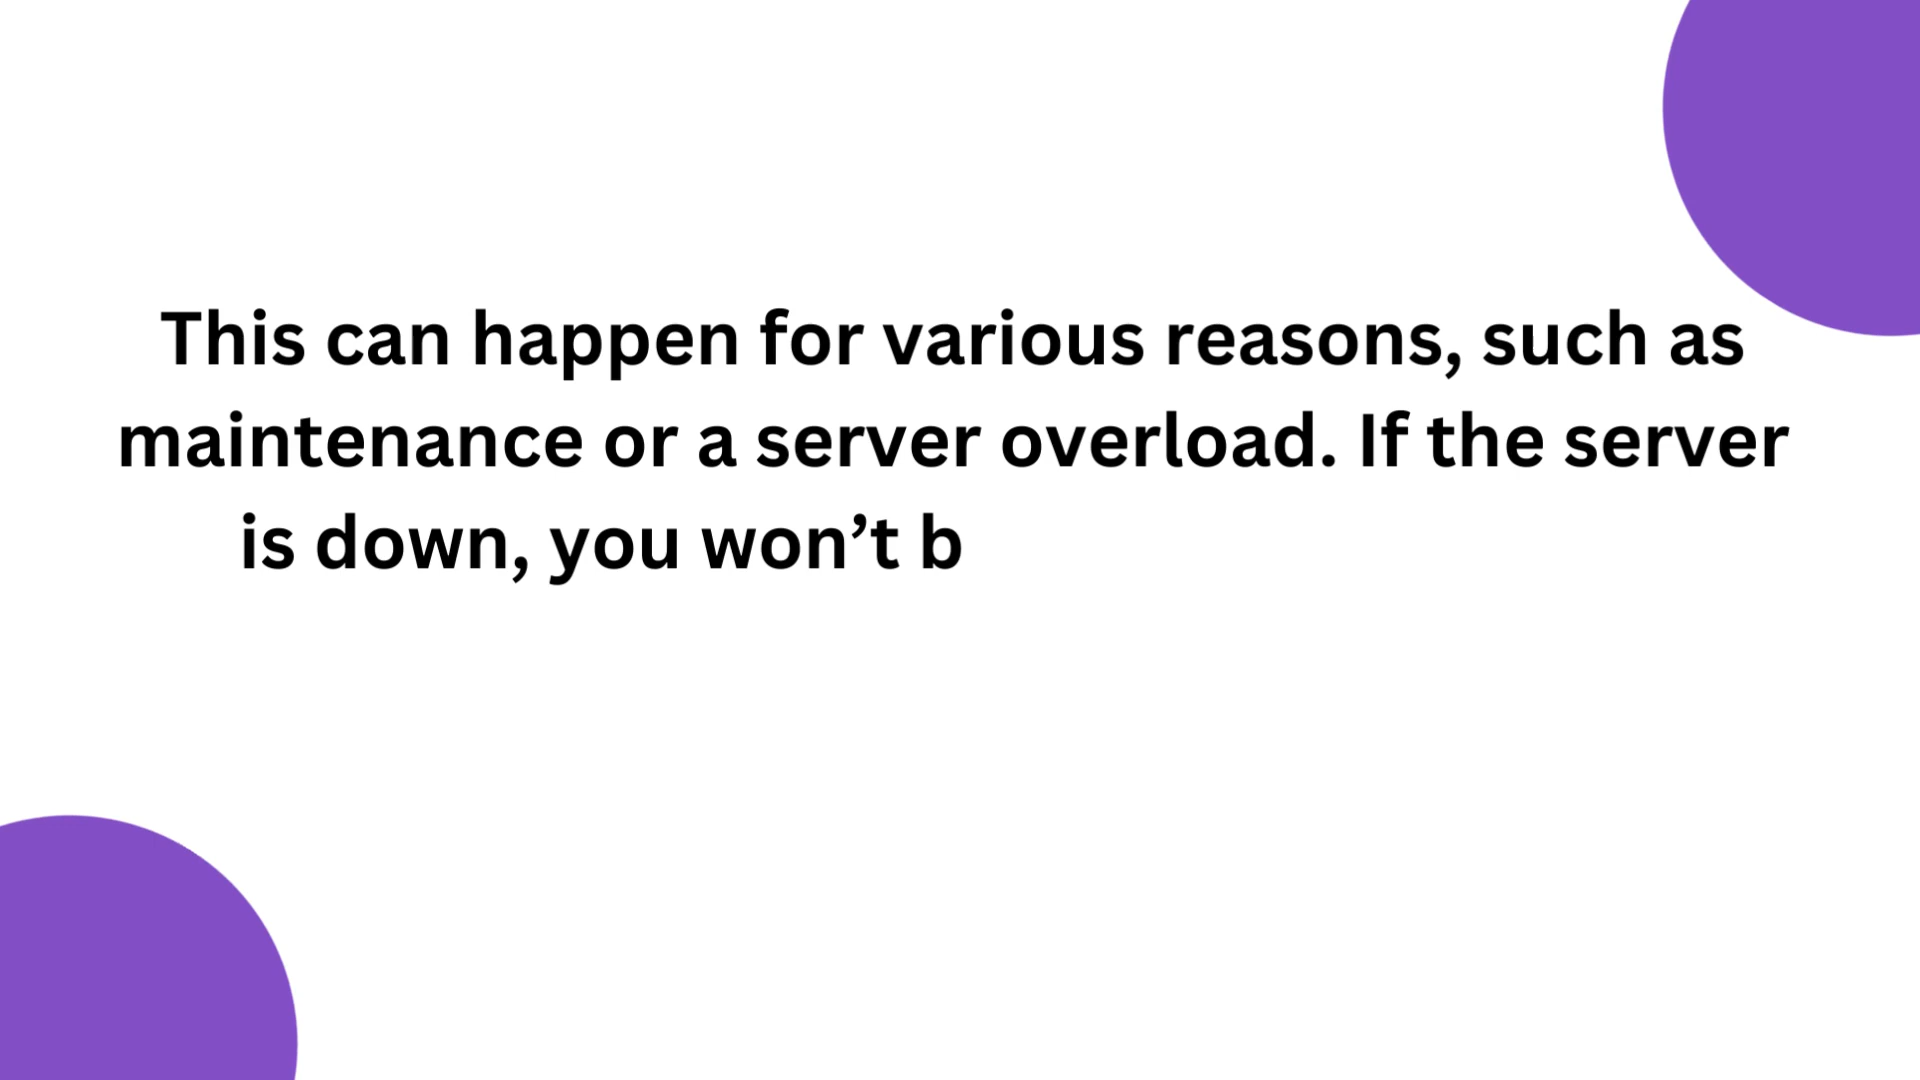 This can happen for various reasons, such as
maintenance or a server overload. If the server
is down, you won’t b